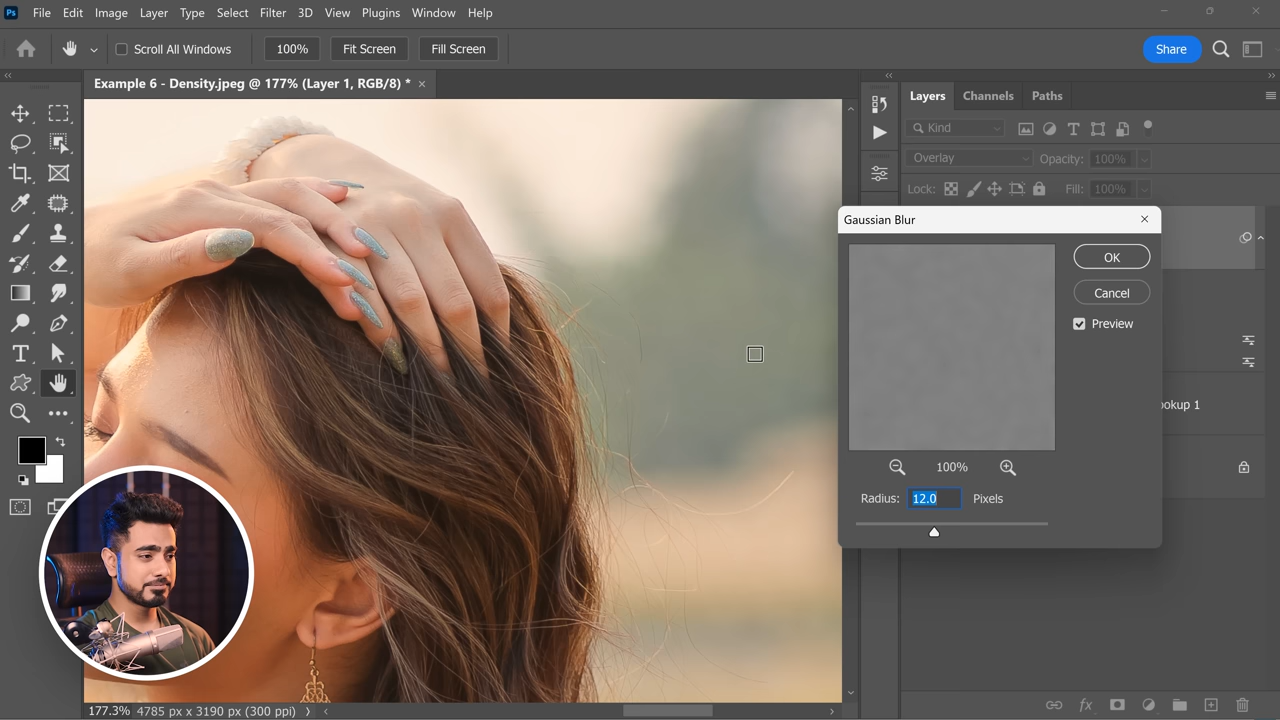 Ps File Edit Image Layer Type Select Filter 3D View Plugins Window Help
Scroll All Windows 100% Fit Screen Fill Screen Share
Example 6 - Density.jpeg @ 177% (Layer 1, RGB/8) * ×
Layers Channels Paths
Kind
Overlay Opacity: 100%
Lock: Fill: 100%
Gaussian Blur
OK
Cancel
Preview
ookup 1
100%
Radius: 12.0 Pixels
177.3% 4785 px x 3190 px (300 ppi)